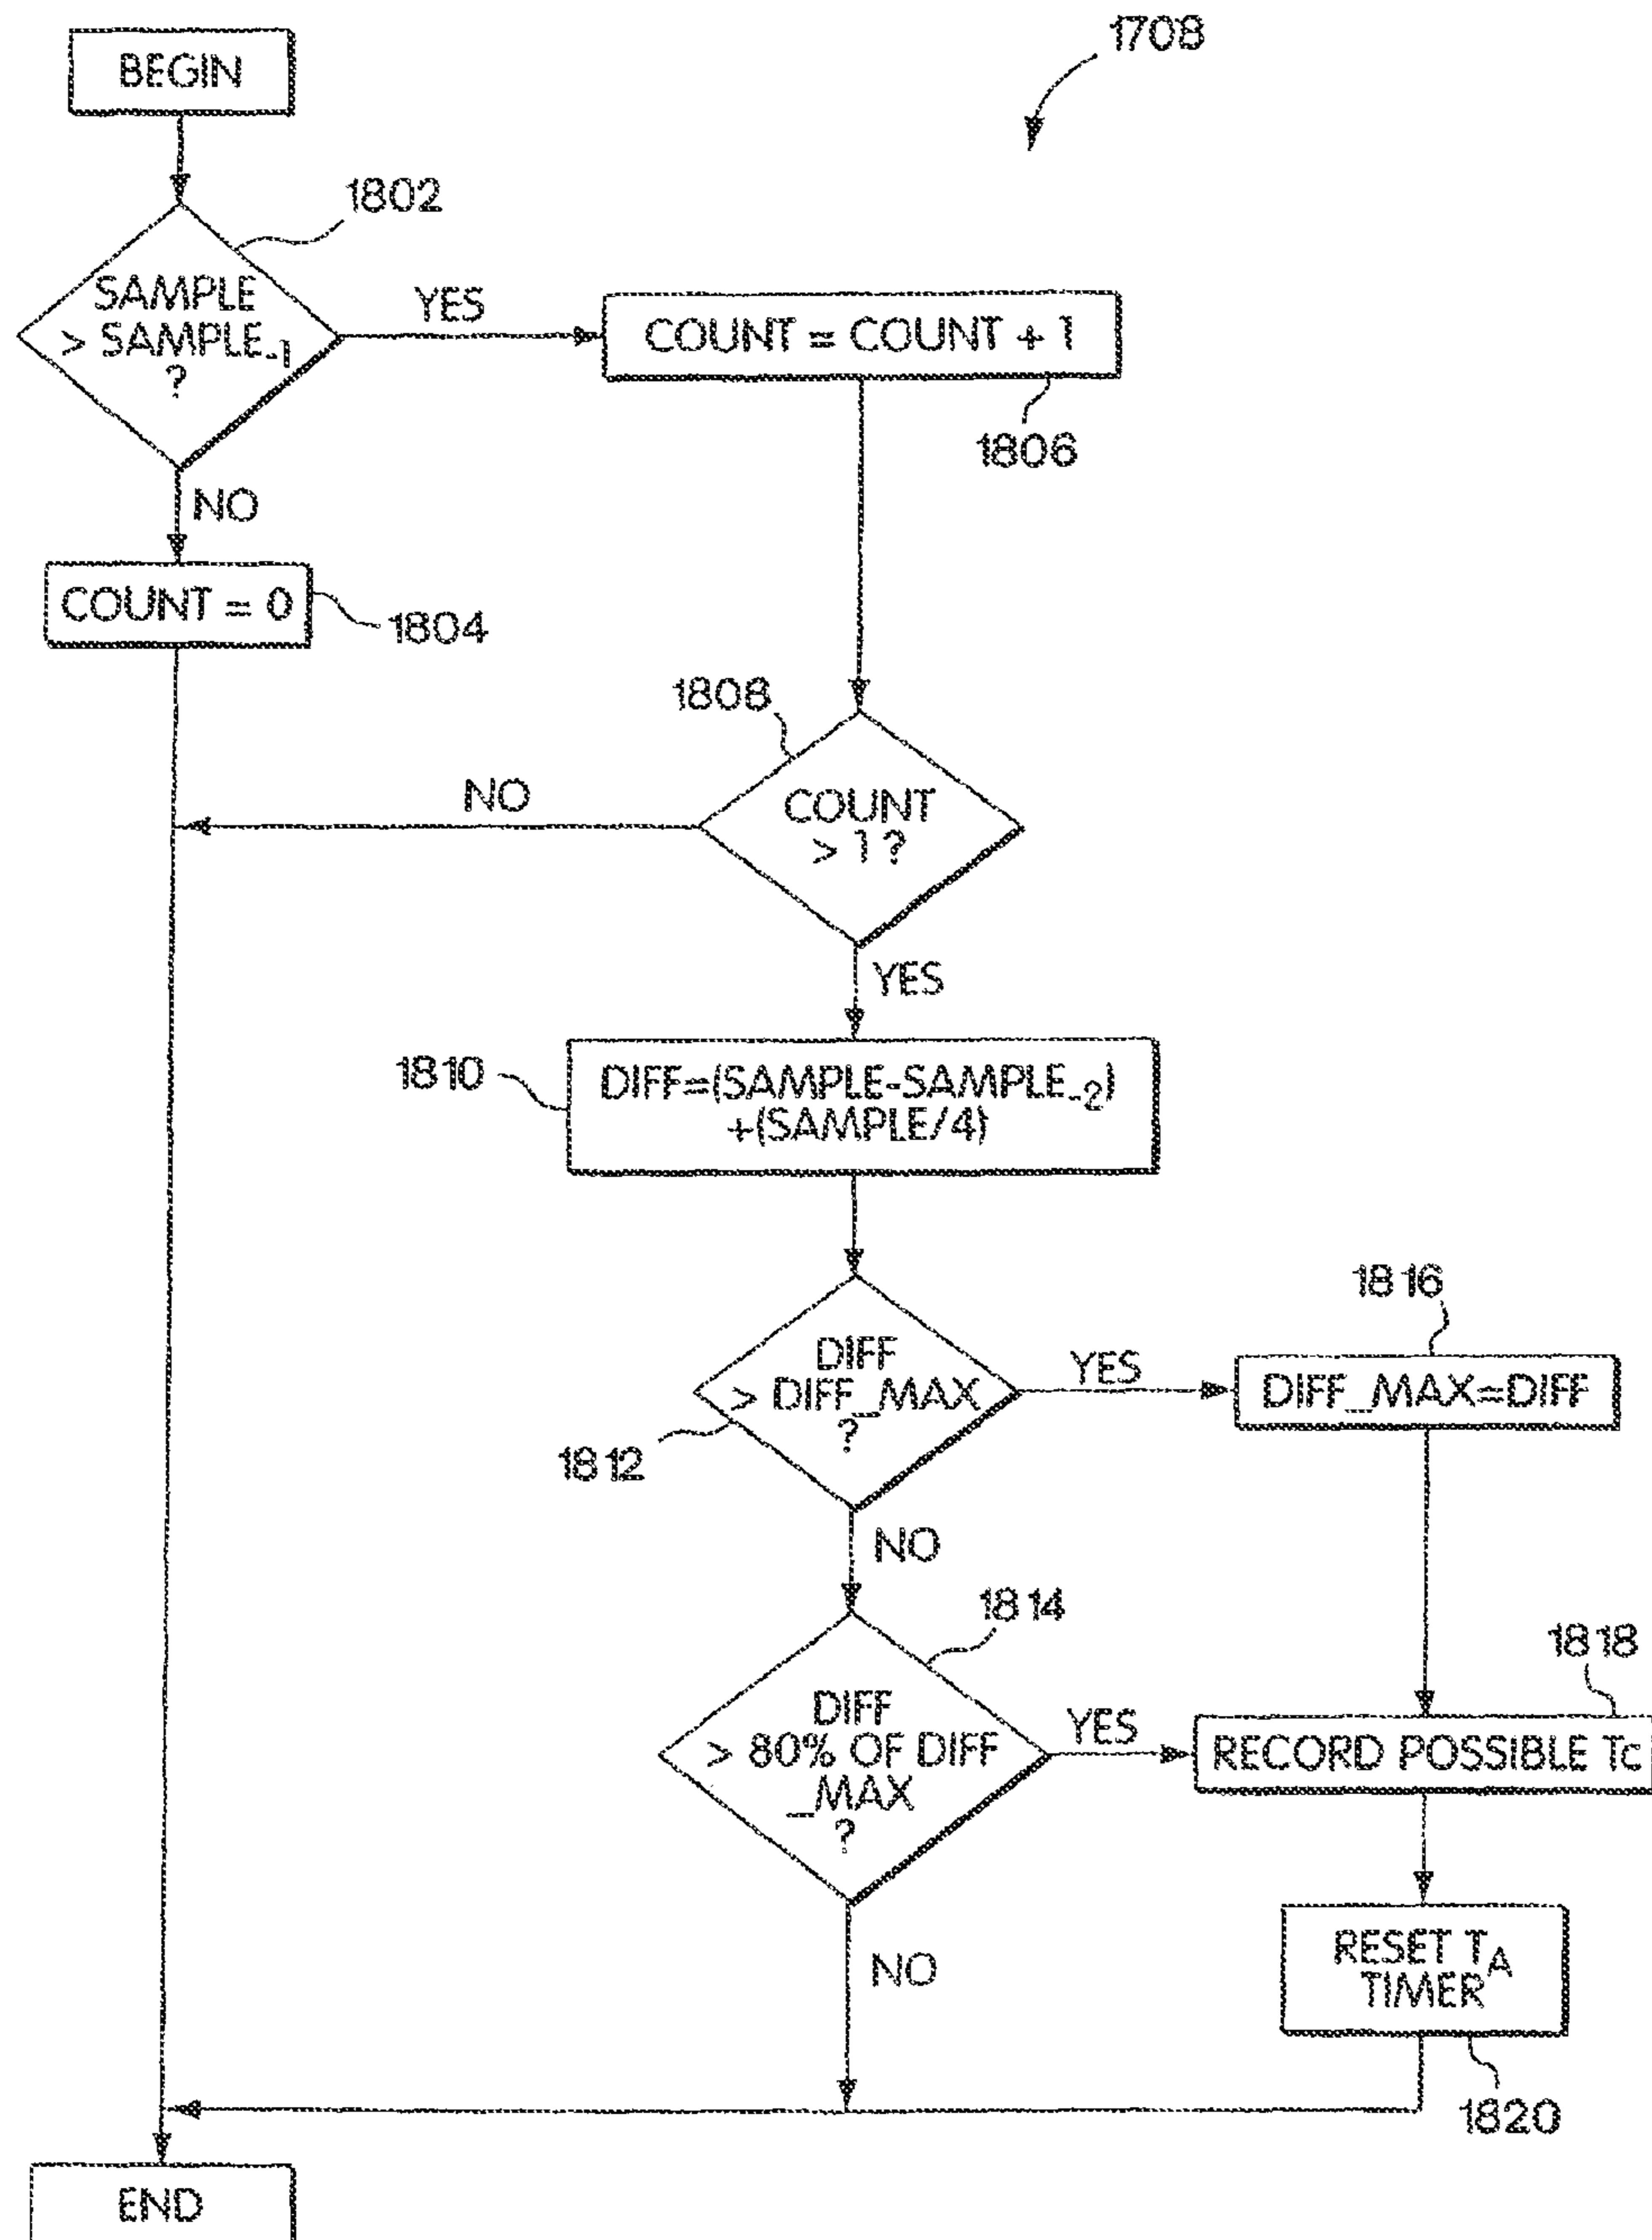 1708
BEGIN
1802
SAMPLE
> SAMPLE-1
?
YES
COUNT = COUNT + 1
1806
NO
COUNT = 0
1804
1808
COUNT
> 1 ?
NO
YES
1810
DIFF=(SAMPLE-SAMPLE-2)
+(SAMPLE/4)
DIFF
> DIFF_MAX
?
1812
YES
1816
DIFF_MAX=DIFF
NO
1814
DIFF
> 80% OF DIFF
_MAX
?
YES
1818
RECORD POSSIBLE TC
NO
RESET TA
TIMER
1820
END